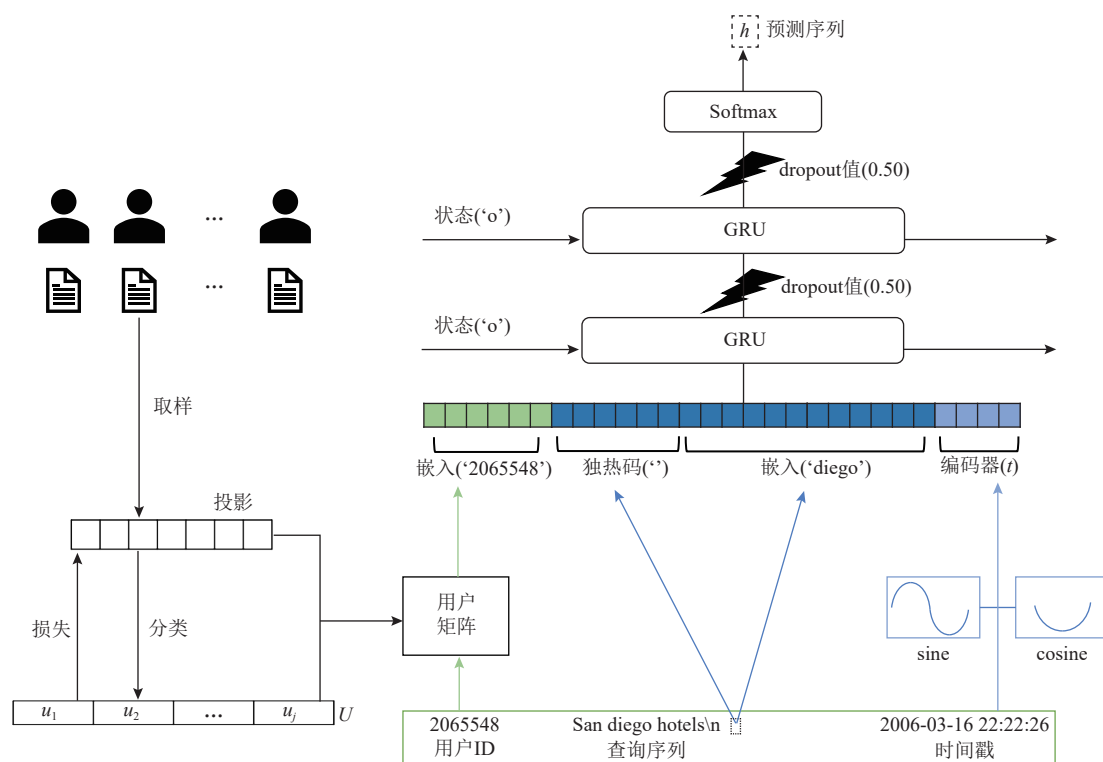 h 预测序列
Softmax
dropout值(0.50)
状态(‘o’)
GRU
dropout值(0.50)
状态(‘o’)
GRU
...
...
取样
嵌入(‘2065548’)
独热码(‘’)
嵌入(‘diego’)
编码器(t)
投影
用户
矩阵
损失
分类
sine
cosine
u1
u2
...
uj
U
2065548
用户ID
San diego hotels\n
查询序列
2006-03-16 22:22:26
时间戳